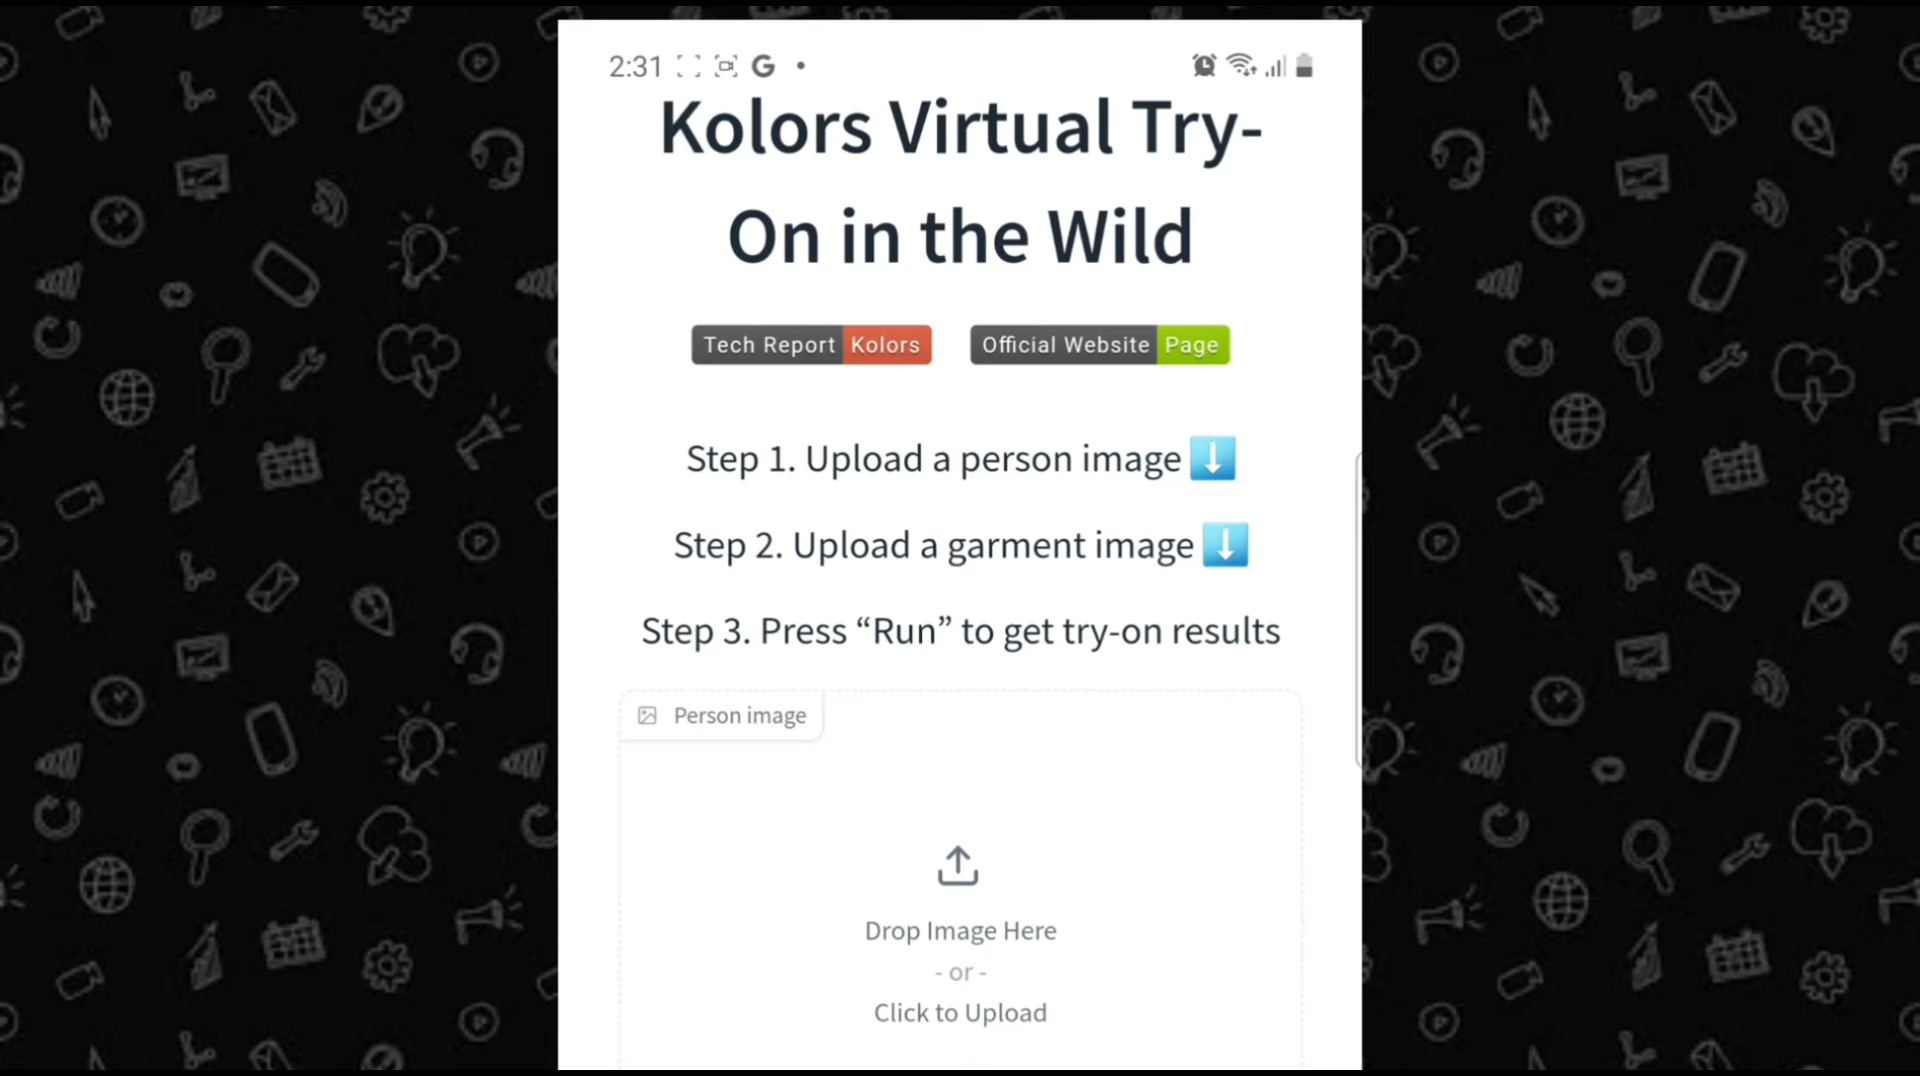 2:31
Kolors Virtual Try-
On in the Wild
Tech Report Kolors Official Website Page
Step 1. Upload a person image ⬇️
Step 2. Upload a garment image ⬇️
Step 3. Press “Run” to get try-on results
Person image
Drop Image Here
- or -
Click to Upload